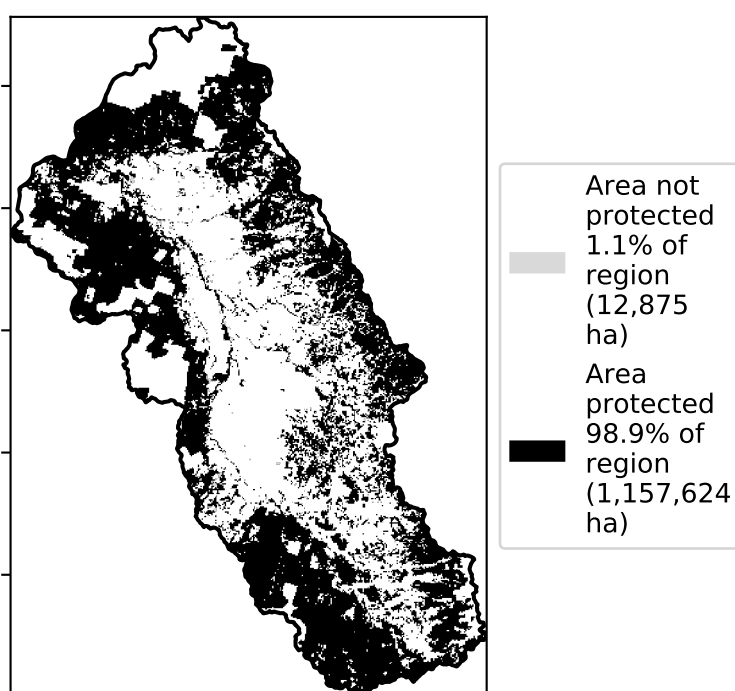 Area not
protected
1.1% of
region
(12,875
ha)
Area
protected
98.9% of
region
(1,157,624
ha)